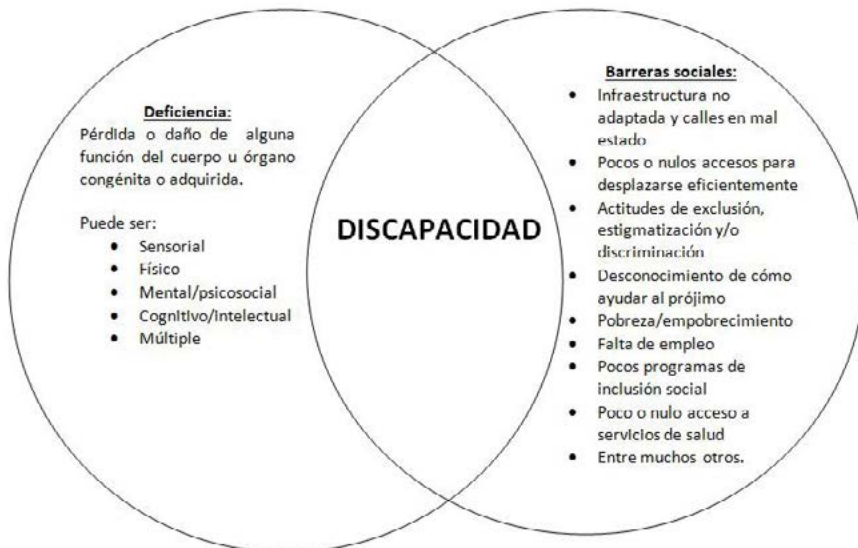 Deficiencia:
Pérdida o daño de alguna
función del cuerpo u órgano
congénita o adquirida.
Puede ser:
• Sensorial
• Físico
• Mental/psicosocial
• Cognitivo/intelectual
• Múltiple
DISCAPACIDAD
Barreras sociales:
• Infraestructura no
adaptada y calles en mal
estado
• Pocos o nulos accesos para
desplazarse eficientemente
• Actitudes de exclusión,
estigmatización y/o
discriminación
• Desconocimiento de cómo
ayudar al prójimo
• Pobreza/empobrecimiento
• Falta de empleo
• Pocos programas de
inclusión social
• Poco o nulo acceso a
servicios de salud
• Entre muchos otros.